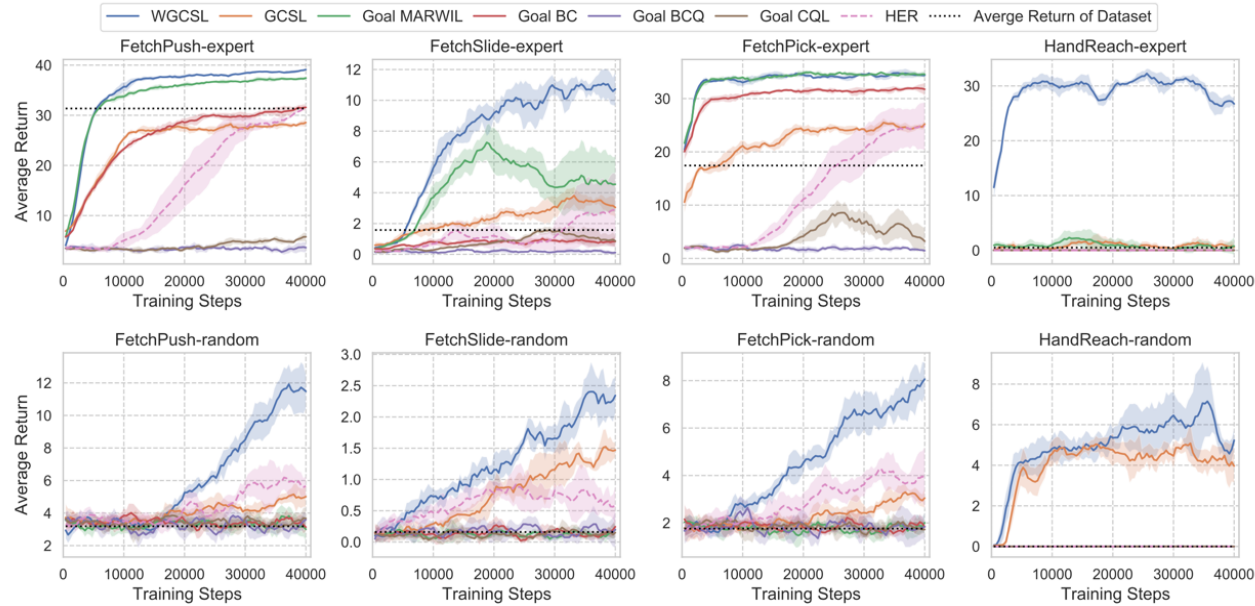 WGCSL GCSL Goal MARWIL Goal BC Goal BCQ Goal CQL HER Averge Return of Dataset
FetchPush-expert FetchSlide-expert FetchPick-expert HandReach-expert
Average Return
40
30
20
10
0 10000 20000 30000 40000
Training Steps
12
10
8
6
4
2
0
0 10000 20000 30000 40000
Training Steps
30
20
10
0
0 10000 20000 30000 40000
Training Steps
30
20
10
0
0 10000 20000 30000 40000
Training Steps
FetchPush-random FetchSlide-random FetchPick-random HandReach-random
Average Return
12
10
8
6
4
2
0 10000 20000 30000 40000
Training Steps
3.0
2.5
2.0
1.5
1.0
0.5
0.0
0 10000 20000 30000 40000
Training Steps
8
6
4
2
0 10000 20000 30000 40000
Training Steps
8
6
4
2
0
0 10000 20000 30000 40000
Training Steps